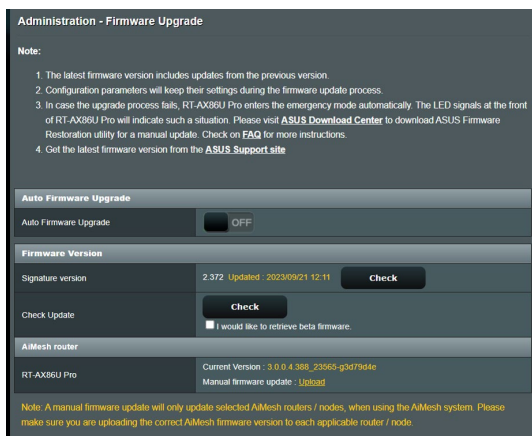 Administration - Firmware Upgrade
Note:
1. The latest firmware version includes updates from the previous version.
2. Configuration parameters will keep their settings during the firmware update process.
3. In case the upgrade process fails, RT-AX86U Pro enters the emergency mode automatically. The LED signals at the front
of RT-AX86U Pro will indicate such a situation. Please visit ASUS Download Center to download ASUS Firmware
Restoration utility for a manual update. Check on FAQ for more instructions.
4. Get the latest firmware version from the ASUS Support site
Auto Firmware Upgrade
Auto Firmware Upgrade OFF
Firmware Version
Signature version 2.372 Updated : 2023/09/21 12:11 Check
Check Update Check
I would like to retrieve beta firmware.
AiMesh router
RT-AX86U Pro Current Version : 3.0.0.4.388_23565-g3d79d4e
Manual firmware update : Upload
Note: A manual firmware update will only update selected AiMesh routers / nodes, when using the AiMesh system. Please
make sure you are uploading the correct AiMesh firmware version to each applicable router / node.